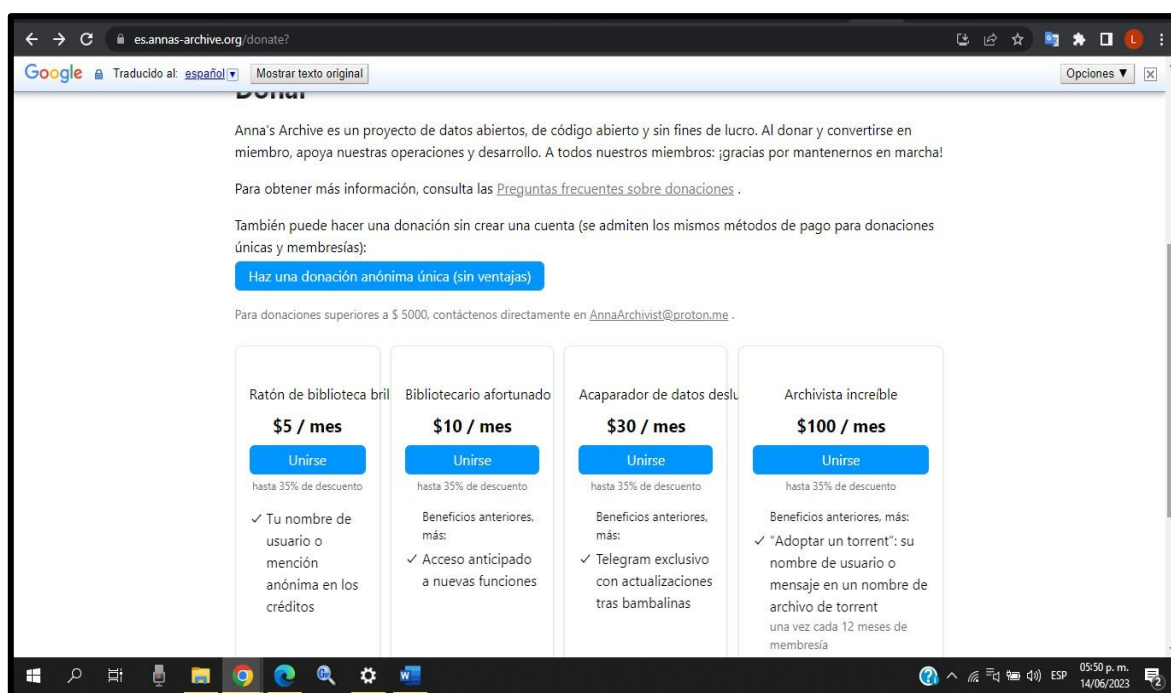 es.annas-archive.org/donate?
L
Google Traducido al: español Mostrar texto original Opciones ▼
Donar
Anna's Archive es un proyecto de datos abiertos, de código abierto y sin fines de lucro. Al donar y convertirse en
miembro, apoya nuestras operaciones y desarrollo. A todos nuestros miembros: ¡gracias por mantenernos en marcha!
Para obtener más información, consulta las Preguntas frecuentes sobre donaciones .
También puede hacer una donación sin crear una cuenta (se admiten los mismos métodos de pago para donaciones
únicas y membresías):
Haz una donación anónima única (sin ventajas)
Para donaciones superiores a $ 5000, contáctenos directamente en AnnaArchivist@proton.me .
Ratón de biblioteca bril
$5 / mes
Unirse
hasta 35% de descuento
✓ Tu nombre de
usuario o
mención
anónima en los
créditos
Bibliotecario afortunado
$10 / mes
Unirse
hasta 35% de descuento
Beneficios anteriores,
más:
✓ Acceso anticipado
a nuevas funciones
Acaparador de datos deslu
$30 / mes
Unirse
hasta 35% de descuento
Beneficios anteriores,
más:
✓ Telegram exclusivo
con actualizaciones
tras bambalinas
Archivista increíble
$100 / mes
Unirse
hasta 35% de descuento
Beneficios anteriores, más:
✓ "Adoptar un torrent": su
nombre de usuario o
mensaje en un nombre de
archivo de torrent
una vez cada 12 meses de
membresía
ESP
05:50 p. m.
14/06/2023
2